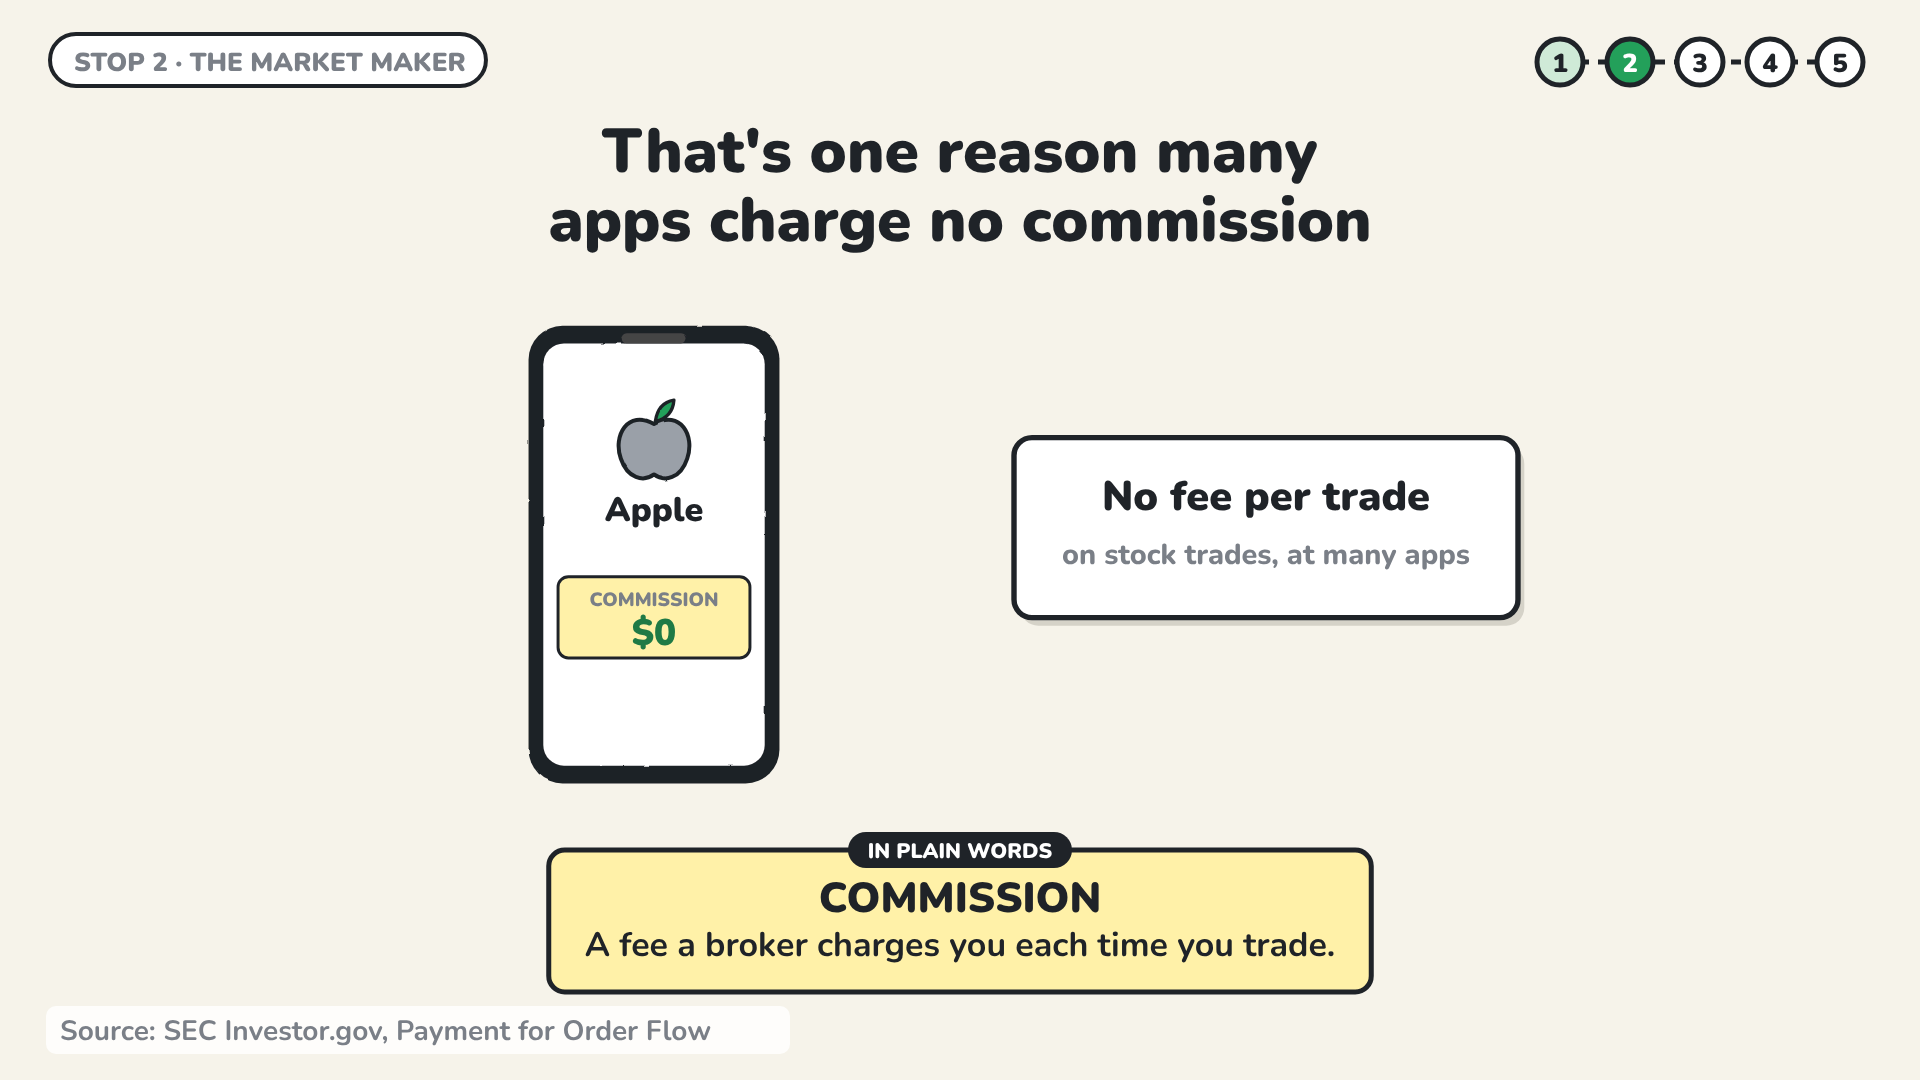 STOP 2 · THE MARKET MAKER
1 2 3 4 5
That's one reason many
apps charge no commission
Apple
COMMISSION
$0
No fee per trade
on stock trades, at many apps
IN PLAIN WORDS
COMMISSION
A fee a broker charges you each time you trade.
Source: SEC Investor.gov, Payment for Order Flow